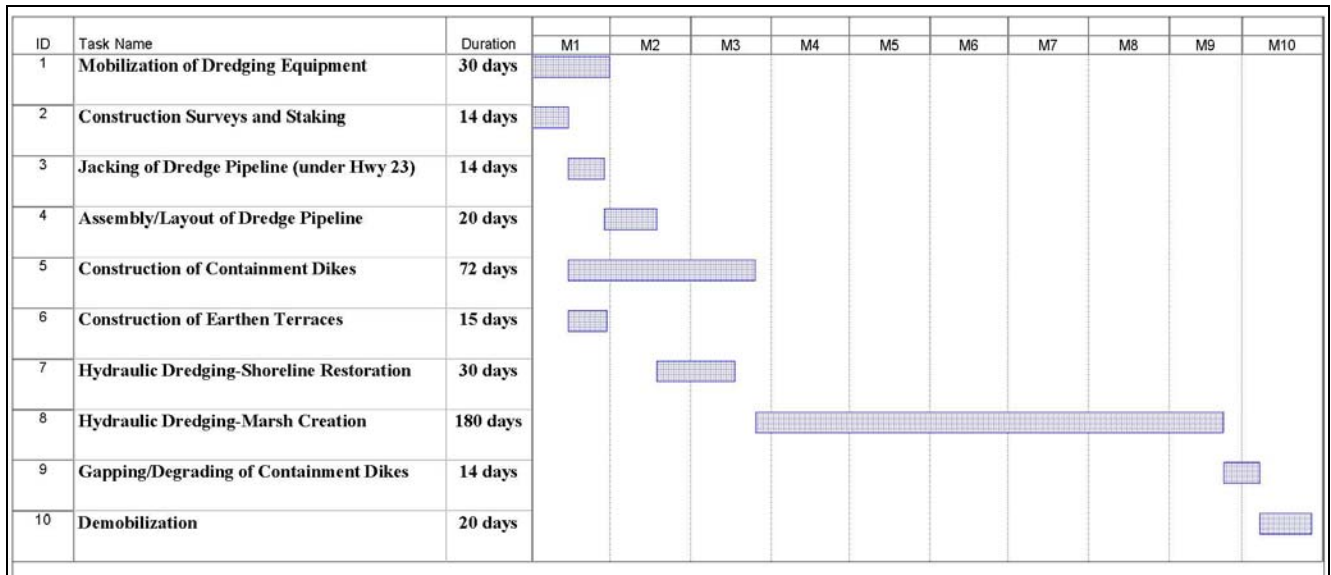 ID Task Name Duration M1 M2 M3 M4 M5 M6 M7 M8 M9 M10
1 Mobilization of Dredging Equipment 30 days
2 Construction Surveys and Staking 14 days
3 Jacking of Dredge Pipeline (under Hwy 23) 14 days
4 Assembly/Layout of Dredge Pipeline 20 days
5 Construction of Containment Dikes 72 days
6 Construction of Earthen Terraces 15 days
7 Hydraulic Dredging-Shoreline Restoration 30 days
8 Hydraulic Dredging-Marsh Creation 180 days
9 Gapping/Degrading of Containment Dikes 14 days
10 Demobilization 20 days